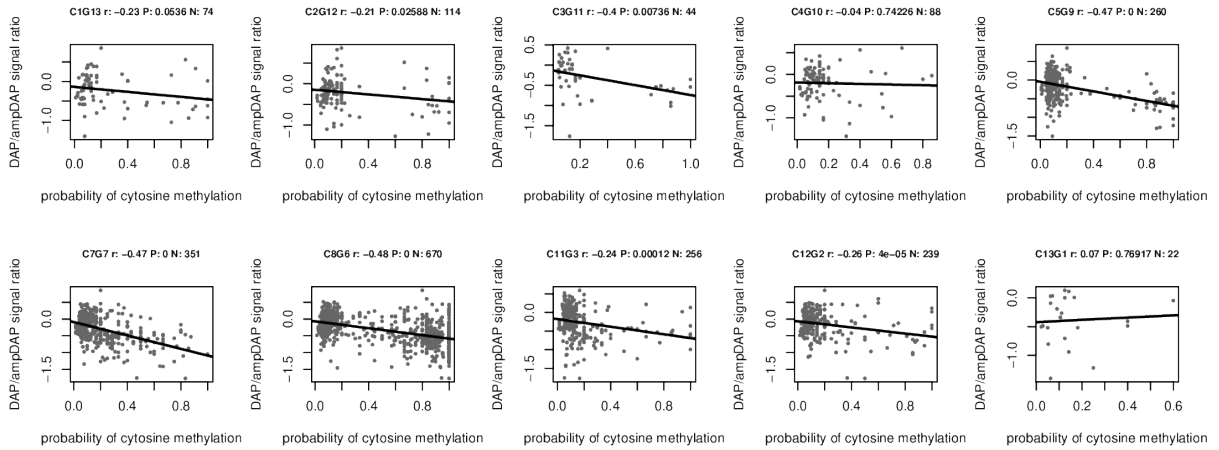 C1G13 r: −0.23 P: 0.0536 N: 74
DAP/ampDAP signal ratio
0.0
−1.0
0.0 0.4 0.8
probability of cytosine methylation
C2G12 r: −0.21 P: 0.02588 N: 114
DAP/ampDAP signal ratio
0.0
−1.0
0.0 0.4 0.8
probability of cytosine methylation
C3G11 r: −0.4 P: 0.00736 N: 44
DAP/ampDAP signal ratio
0.5
−0.5
−1.5
0.2 0.6 1.0
probability of cytosine methylation
C4G10 r: −0.04 P: 0.74226 N: 88
DAP/ampDAP signal ratio
0.0
−1.0
0.0 0.4 0.8
probability of cytosine methylation
C5G9 r: −0.47 P: 0 N: 260
DAP/ampDAP signal ratio
0.0
−1.5
0.0 0.4 0.8
probability of cytosine methylation
C7G7 r: −0.47 P: 0 N: 351
DAP/ampDAP signal ratio
0.0
−1.5
0.0 0.4 0.8
probability of cytosine methylation
C8G6 r: −0.48 P: 0 N: 670
DAP/ampDAP signal ratio
0.0
−1.5
0.0 0.4 0.8
probability of cytosine methylation
C11G3 r: −0.24 P: 0.00012 N: 256
DAP/ampDAP signal ratio
0.0
−1.5
0.0 0.4 0.8
probability of cytosine methylation
C12G2 r: −0.26 P: 4e−05 N: 239
DAP/ampDAP signal ratio
0.0
−1.5
0.0 0.4 0.8
probability of cytosine methylation
C13G1 r: 0.07 P: 0.76917 N: 22
DAP/ampDAP signal ratio
0.0
−1.0
0.0 0.2 0.4 0.6
probability of cytosine methylation